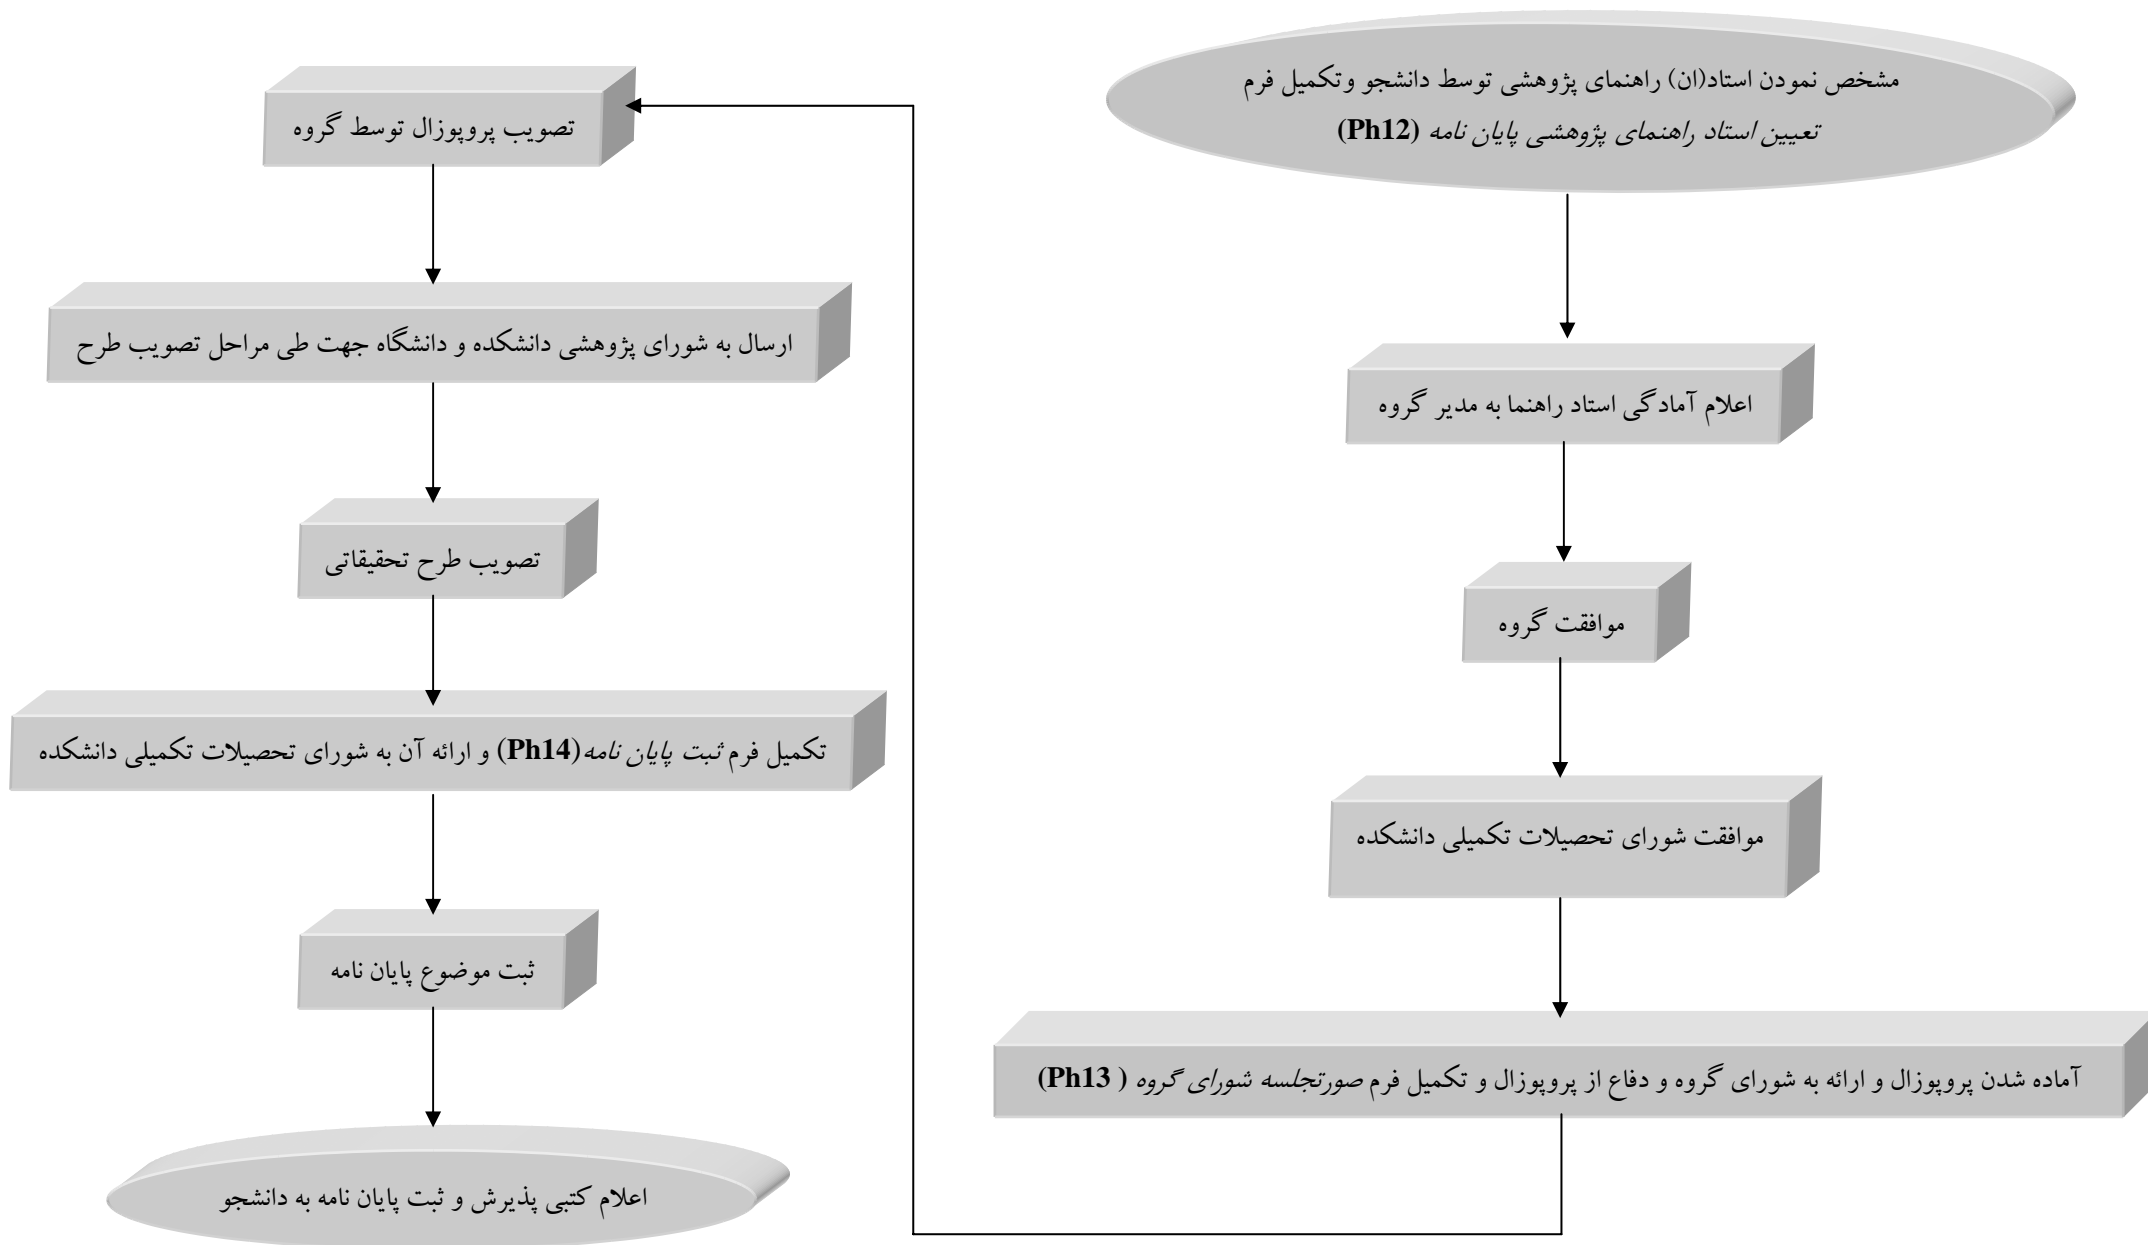 مشخص نمودن استاد(ان) راهنمای پژوهشی توسط دانشجو وتکمیل فرم
تعیین استاد راهنمای پژوهشی پایان نامه (Ph12)
اعلام آمادگی استاد راهنما به مدیر گروه
موافقت گروه
موافقت شورای تحصیلات تکمیلی دانشکده
آماده شدن پروپوزال و ارائه به شورای گروه و دفاع از پروپوزال و تکمیل فرم صورتجلسه شورای گروه ( Ph13)
تصویب پروپوزال توسط گروه
ارسال به شورای پژوهشی دانشکده و دانشگاه جهت طی مراحل تصویب طرح
تصویب طرح تحقیقاتی
تکمیل فرم ثبت پایان نامه(Ph14) و ارائه آن به شورای تحصیلات تکمیلی دانشکده
ثبت موضوع پایان نامه
اعلام کتبی پذیرش و ثبت پایان نامه به دانشجو